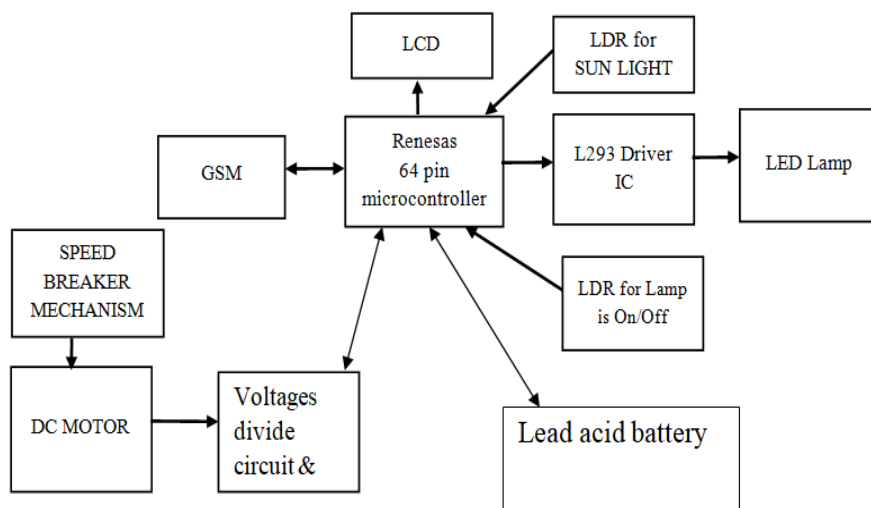 LCD
LDR for
SUN LIGHT
Renesas
64 pin
microcontroller
GSM
L293 Driver
IC
LED Lamp
SPEED
BREAKER
MECHANISM
LDR for Lamp
is On/Off
DC MOTOR
Voltages
divide
circuit &
Lead acid battery